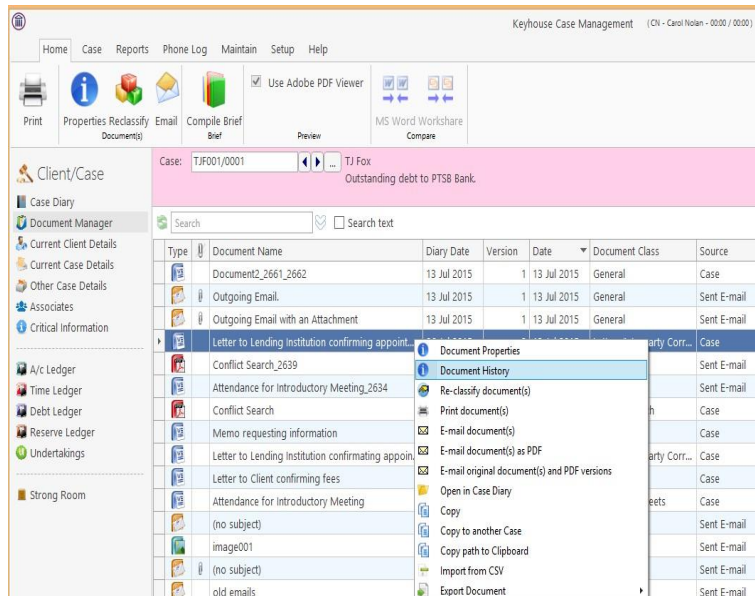 Keyhouse Case Management (CN - Carol Nolan - 00:00 / 00:00)
Home Case Reports Phone Log Maintain Setup Help
Print Properties Reclassify Email Compile Brief Use Adobe PDF Viewer MS Word Workshare
Document(s) Brief Preview Compare
Client/Case
Case Diary
Document Manager
Current Client Details
Current Case Details
Other Case Details
Associates
Critical Information
A/c Ledger
Time Ledger
Debt Ledger
Reserve Ledger
Undertakings
Strong Room
Case: TJF001/0001 ... TJ Fox
Outstanding debt to PTSB Bank.
Search Search text
Type Document Name Diary Date Version Date Document Class Source
Document2_2661_2662 13 Jul 2015 1 13 Jul 2015 General Case
Outgoing Email. 13 Jul 2015 1 13 Jul 2015 General Sent E-mail
Outgoing Email with an Attachment 13 Jul 2015 1 13 Jul 2015 General Sent E-mail
Letter to Lending Institution confirming appoint... arty Corr... Case
Conflict Search_2639 Sent E-mail
Attendance for Introductory Meeting_2634 Sent E-mail
Conflict Search h Case
Memo requesting information Case
Letter to Lending Institution confirmating appoin... arty Corr... Case
Letter to Client confirming fees Case
Attendance for Introductory Meeting eets Case
(no subject) Sent E-mail
image001 Sent E-mail
(no subject) Sent E-mail
old emails Sent E-mail
Document Properties
Document History
Re-classify document(s)
Print document(s)
E-mail document(s)
E-mail document(s) as PDF
E-mail original document(s) and PDF versions
Open in Case Diary
Copy
Copy to another Case
Copy path to Clipboard
Import from CSV
Export Document